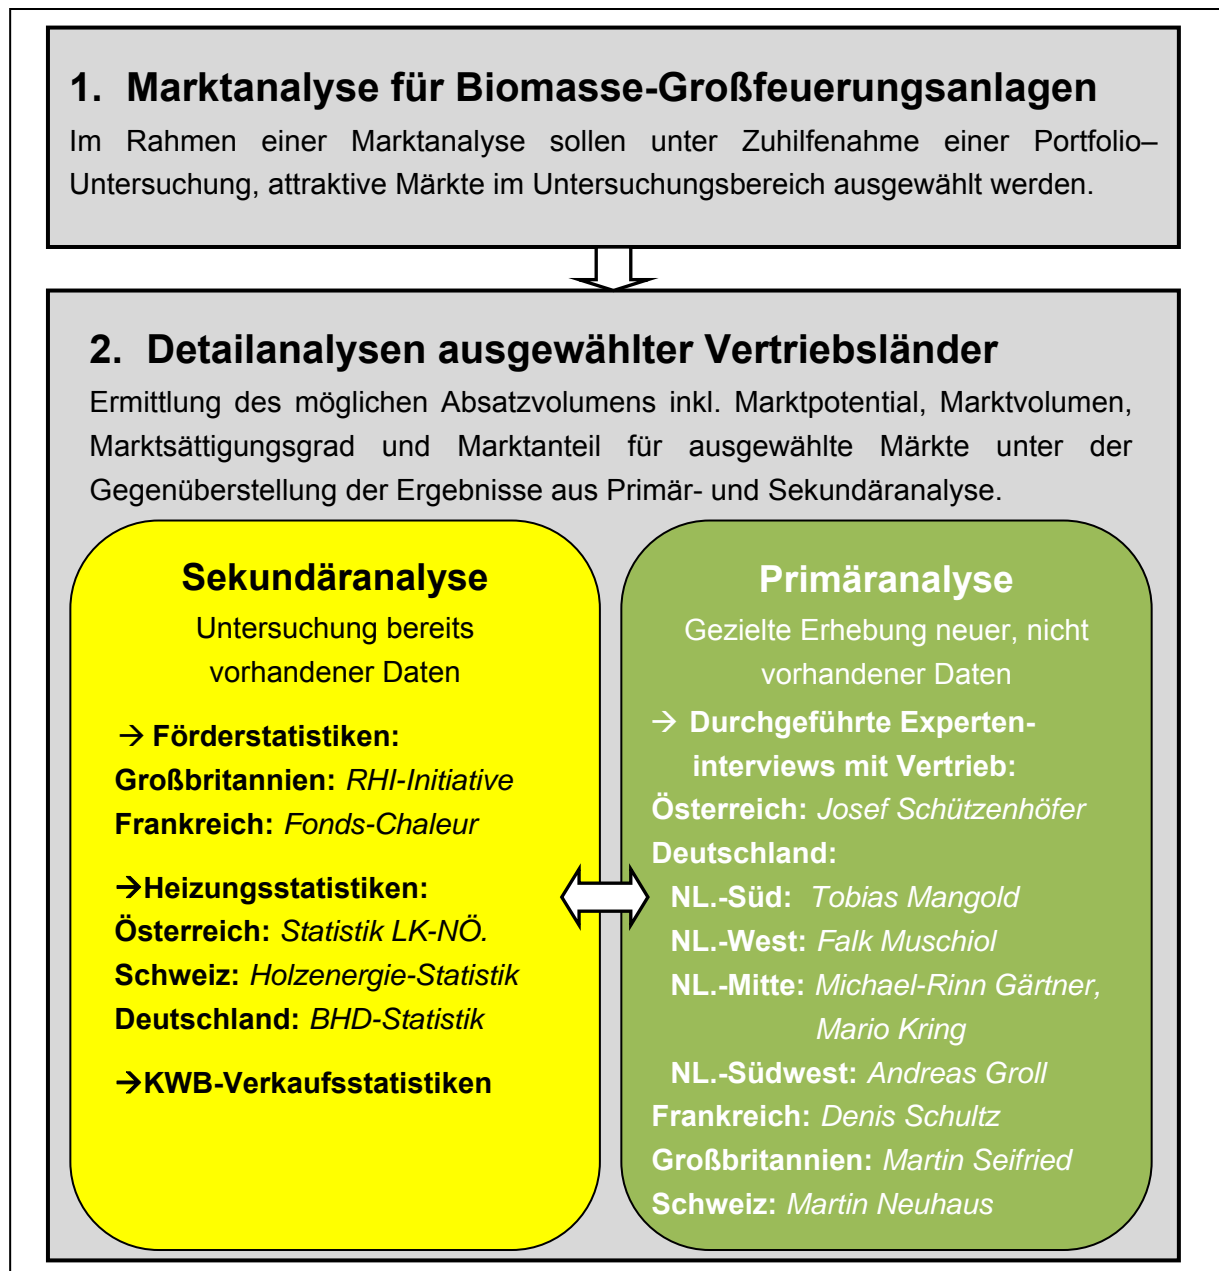 1. Marktanalyse für Biomasse-Großfeuerungsanlagen
Im Rahmen einer Marktanalyse sollen unter Zuhilfenahme einer Portfolio–
Untersuchung, attraktive Märkte im Untersuchungsbereich ausgewählt werden.
2. Detailanalysen ausgewählter Vertriebsländer
Ermittlung des möglichen Absatzvolumens inkl. Marktpotential, Marktvolumen,
Marktsättigungsgrad und Marktanteil für ausgewählte Märkte unter der
Gegenüberstellung der Ergebnisse aus Primär- und Sekundäranalyse.
Sekundäranalyse
Untersuchung bereits
vorhandener Daten
→ Förderstatistiken:
Großbritannien: RHI-Initiative
Frankreich: Fonds-Chaleur
→Heizungsstatistiken:
Österreich: Statistik LK-NÖ.
Schweiz: Holzenergie-Statistik
Deutschland: BHD-Statistik
→KWB-Verkaufsstatistiken
Primäranalyse
Gezielte Erhebung neuer, nicht
vorhandener Daten
→ Durchgeführte Experten-
interviews mit Vertrieb:
Österreich: Josef Schützenhöfer
Deutschland:
NL.-Süd: Tobias Mangold
NL.-West: Falk Muschiol
NL.-Mitte: Michael-Rinn Gärtner,
Mario Kring
NL.-Südwest: Andreas Groll
Frankreich: Denis Schultz
Großbritannien: Martin Seifried
Schweiz: Martin Neuhaus